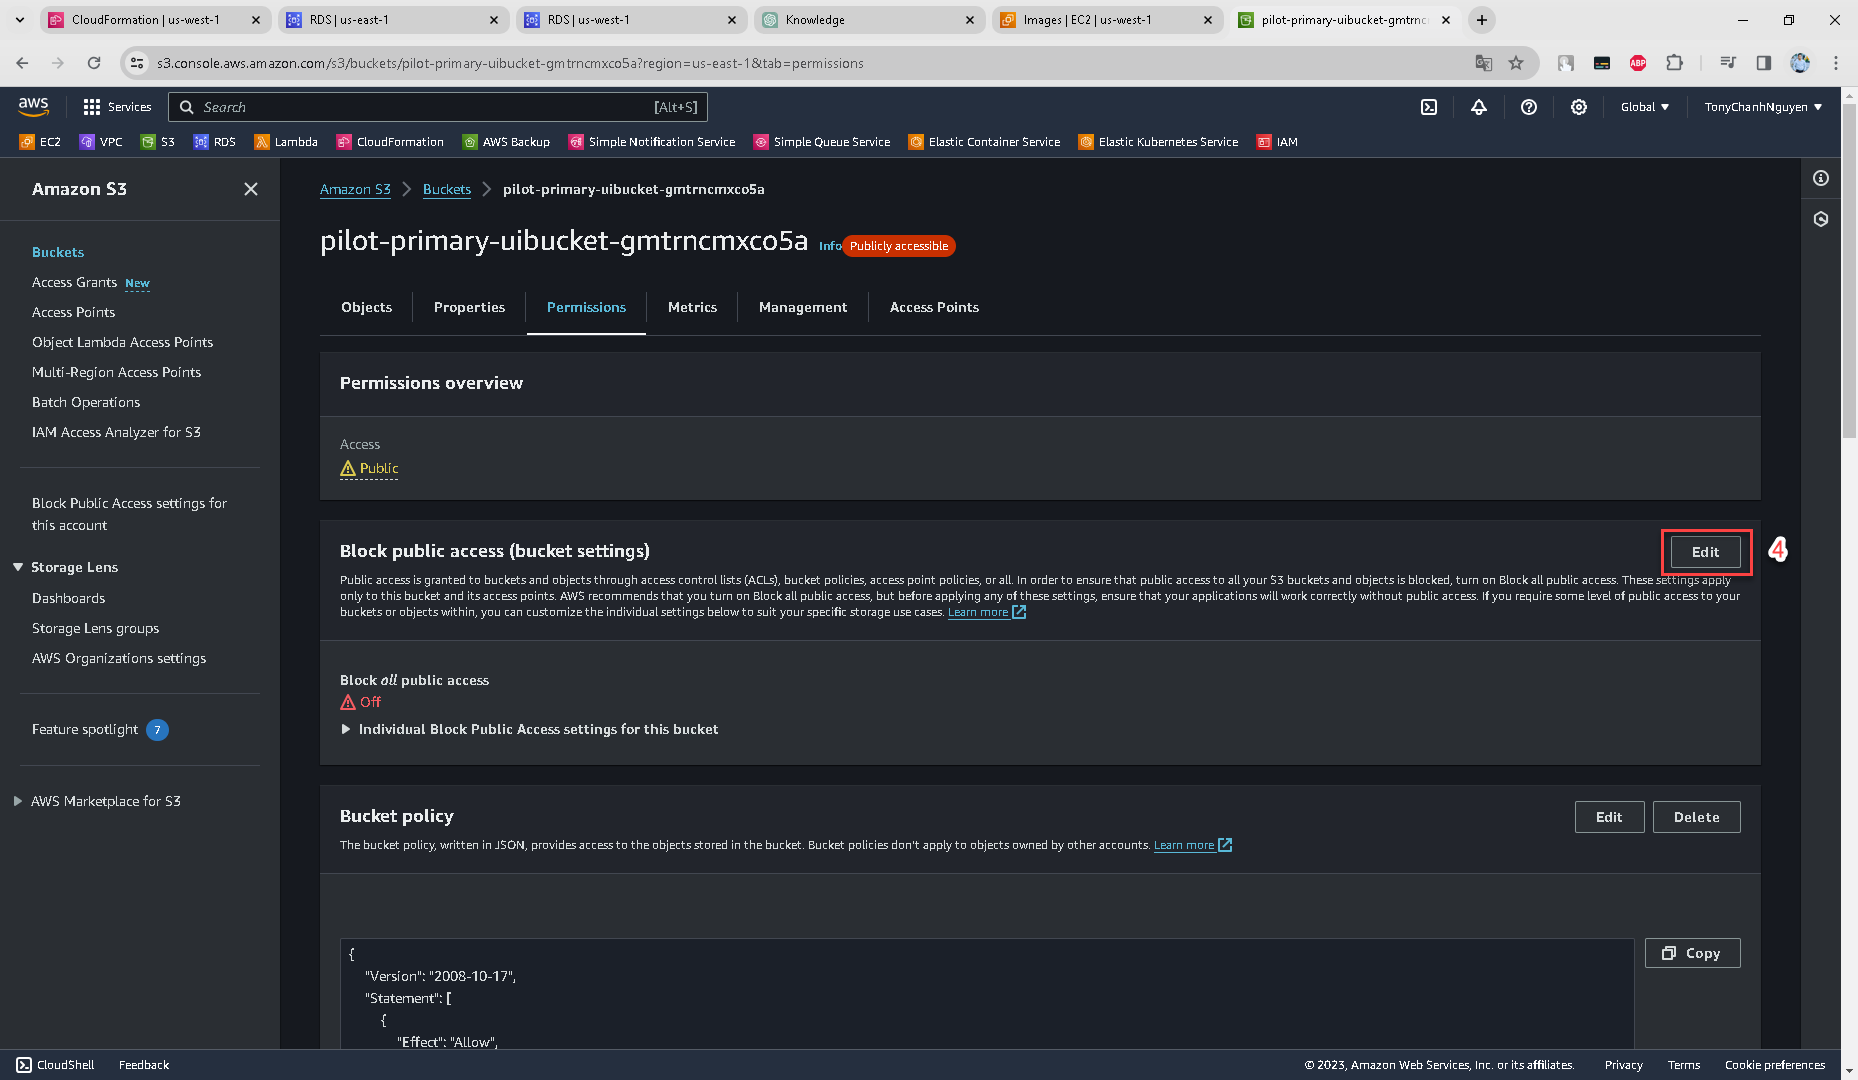 CloudFormation | us-west-1
RDS | us-east-1
RDS | us-west-1
Knowledge
Images | EC2 | us-west-1
pilot-primary-uibucket-gmtrnc
s3.console.aws.amazon.com/s3/buckets/pilot-primary-uibucket-gmtrncmxco5a?region=us-east-1&tab=permissions
ABP
aws
Services
Search
[Alt+S]
Global
TonyChanhNguyen
EC2
VPC
S3
RDS
Lambda
CloudFormation
AWS Backup
Simple Notification Service
Simple Queue Service
Elastic Container Service
Elastic Kubernetes Service
IAM
Amazon S3
Buckets
Access Grants New
Access Points
Object Lambda Access Points
Multi-Region Access Points
Batch Operations
IAM Access Analyzer for S3
Block Public Access settings for
this account
Storage Lens
Dashboards
Storage Lens groups
AWS Organizations settings
Feature spotlight 7
AWS Marketplace for S3
Amazon S3 > Buckets > pilot-primary-uibucket-gmtrncmxco5a
pilot-primary-uibucket-gmtrncmxco5a Info Publicly accessible
Objects
Properties
Permissions
Metrics
Management
Access Points
Permissions overview
Access
Public
Block public access (bucket settings)
Edit
4
Public access is granted to buckets and objects through access control lists (ACLs), bucket policies, access point policies, or all. In order to ensure that public access to all your S3 buckets and objects is blocked, turn on Block all public access. These settings apply
only to this bucket and its access points. AWS recommends that you turn on Block all public access, but before applying any of these settings, ensure that your applications will work correctly without public access. If you require some level of public access to your
buckets or objects within, you can customize the individual settings below to suit your specific storage use cases. Learn more
Block all public access
Off
Individual Block Public Access settings for this bucket
Bucket policy
Edit
Delete
The bucket policy, written in JSON, provides access to the objects stored in the bucket. Bucket policies don't apply to objects owned by other accounts. Learn more
Copy
{
"Version": "2008-10-17",
"Statement": [
{
"Effect": "Allow",
CloudShell
Feedback
© 2023, Amazon Web Services, Inc. or its affiliates.
Privacy
Terms
Cookie preferences